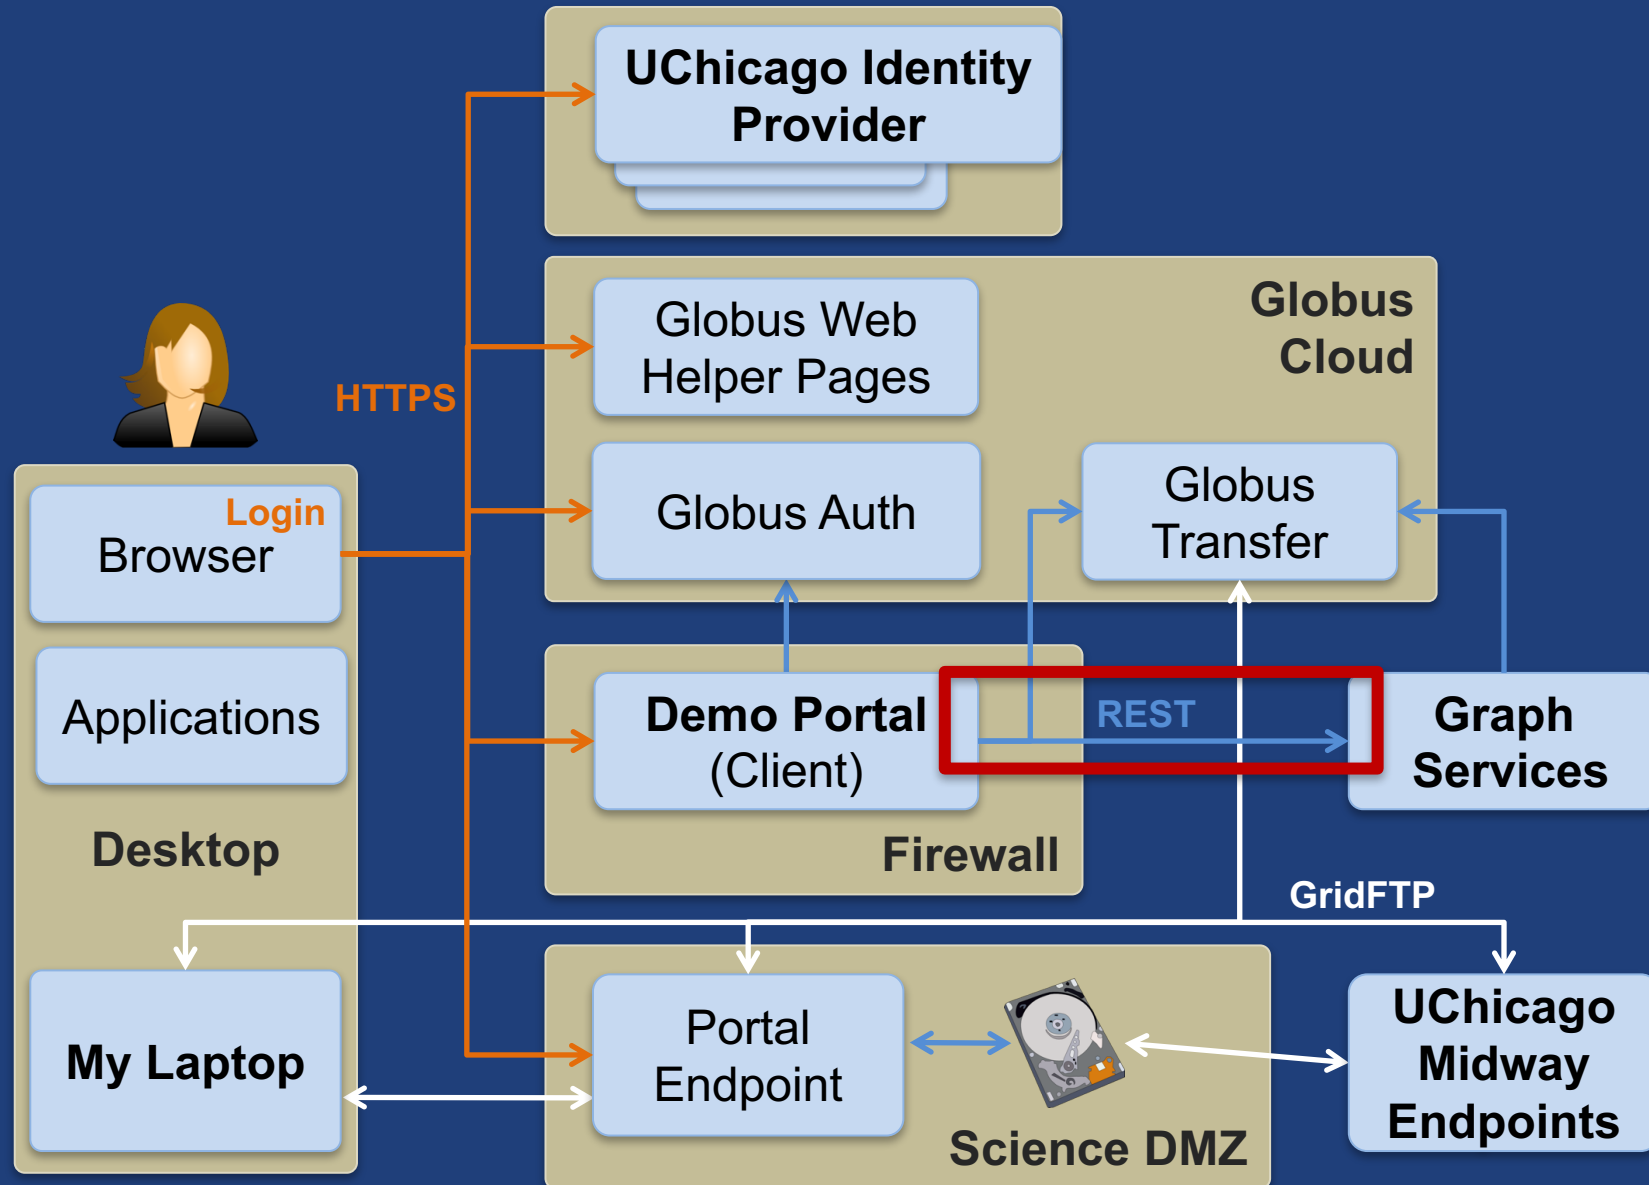 UChicago Identity
Provider
Globus Web
Helper Pages
Globus
Cloud
HTTPS
Login
Browser
Globus Auth
Globus
Transfer
Applications
Demo Portal
(Client)
REST
Graph
Services
Desktop
Firewall
GridFTP
My Laptop
Portal
Endpoint
UChicago
Midway
Endpoints
Science DMZ